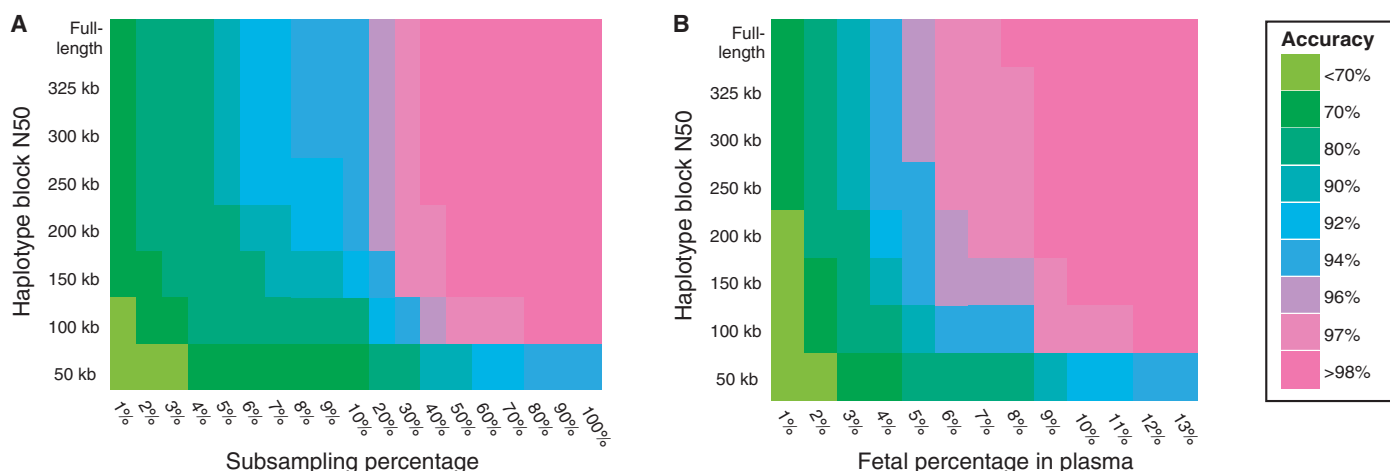 A
Haplotype block N50
Full-
length
325 kb
300 kb
250 kb
200 kb
150 kb
100 kb
50 kb
1% 2% 3% 4% 5% 6% 7% 8% 9% 10% 20% 30% 40% 50% 60% 70% 80% 90% 100%
Subsampling percentage
B
Haplotype block N50
Full-
length
325 kb
300 kb
250 kb
200 kb
150 kb
100 kb
50 kb
1% 2% 3% 4% 5% 6% 7% 8% 9% 10% 11% 12% 13%
Fetal percentage in plasma
Accuracy
<70%
70%
80%
90%
92%
94%
96%
97%
>98%